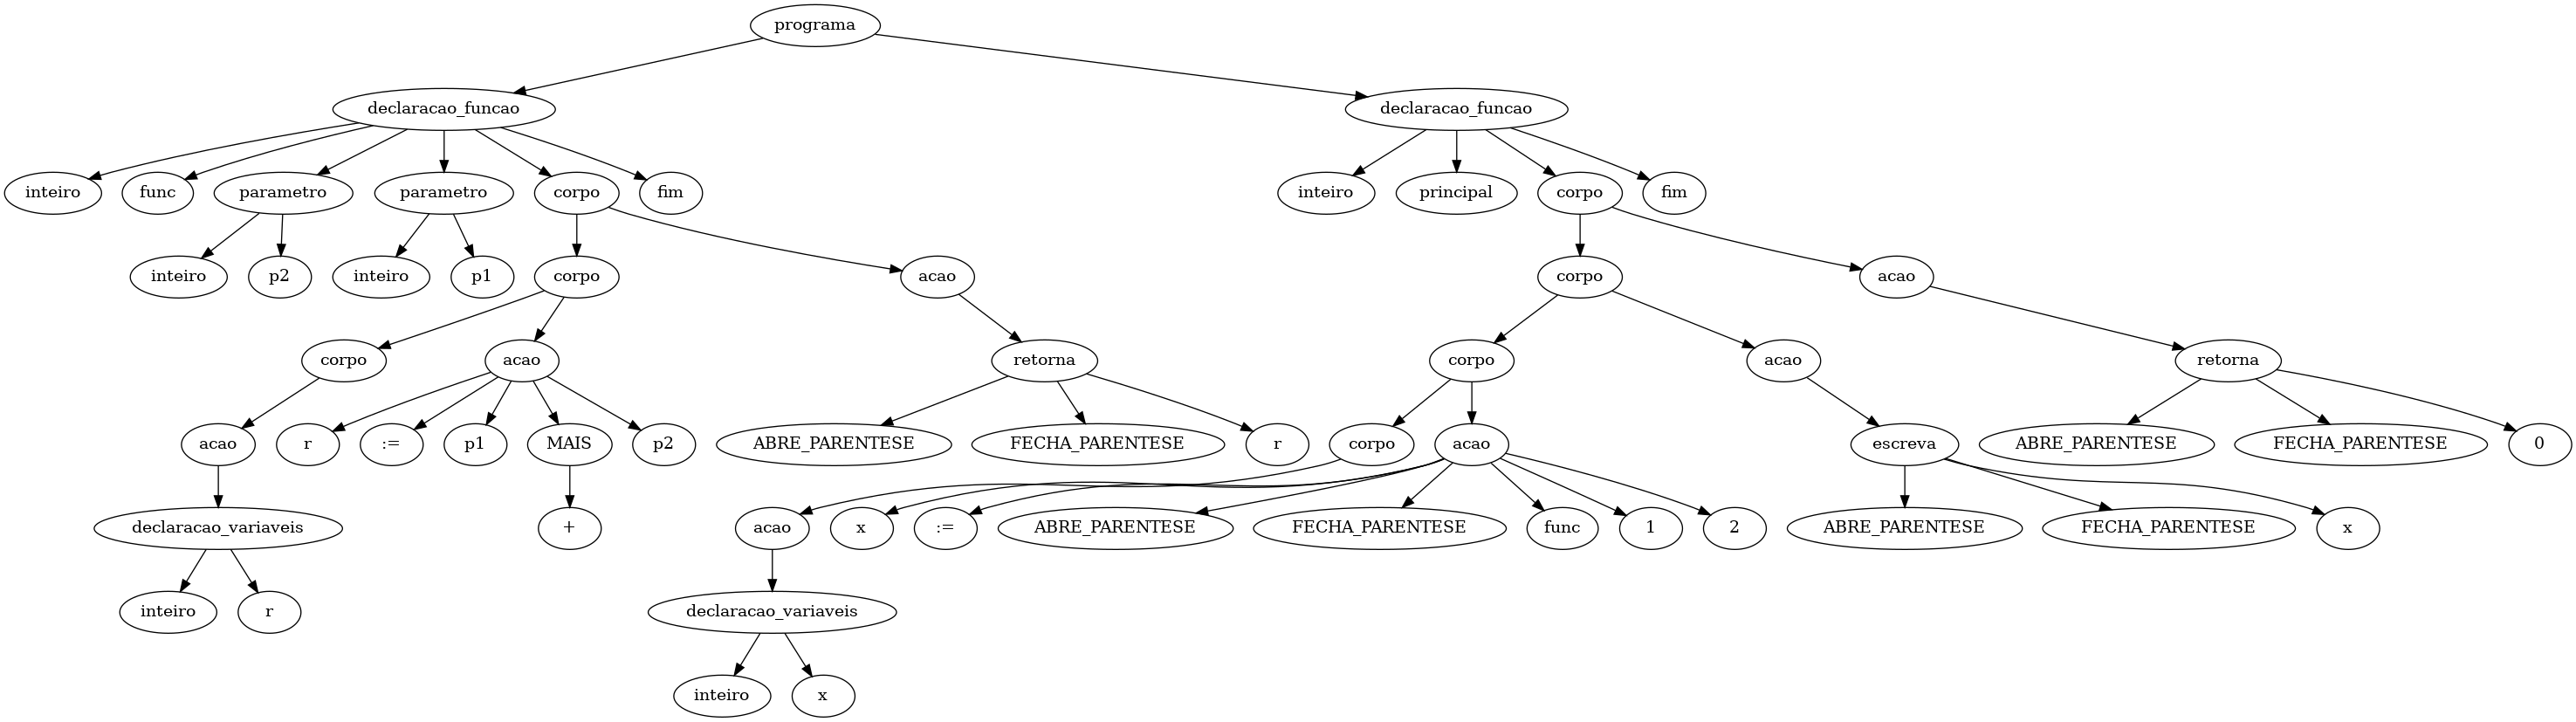 programa
declaracao_funcao declaracao_funcao
inteiro func parametro parametro corpo fim inteiro principal corpo fim
inteiro p2 inteiro p1 corpo acao corpo acao
corpo acao retorna corpo acao retorna
acao r := p1 MAIS p2 ABRE_PARENTESE FECHA_PARENTESE r corpo acao escreva ABRE_PARENTESE FECHA_PARENTESE 0
declaracao_variaveis + acao x := ABRE_PARENTESE FECHA_PARENTESE func 1 2 ABRE_PARENTESE FECHA_PARENTESE x
inteiro r declaracao_variaveis
inteiro x